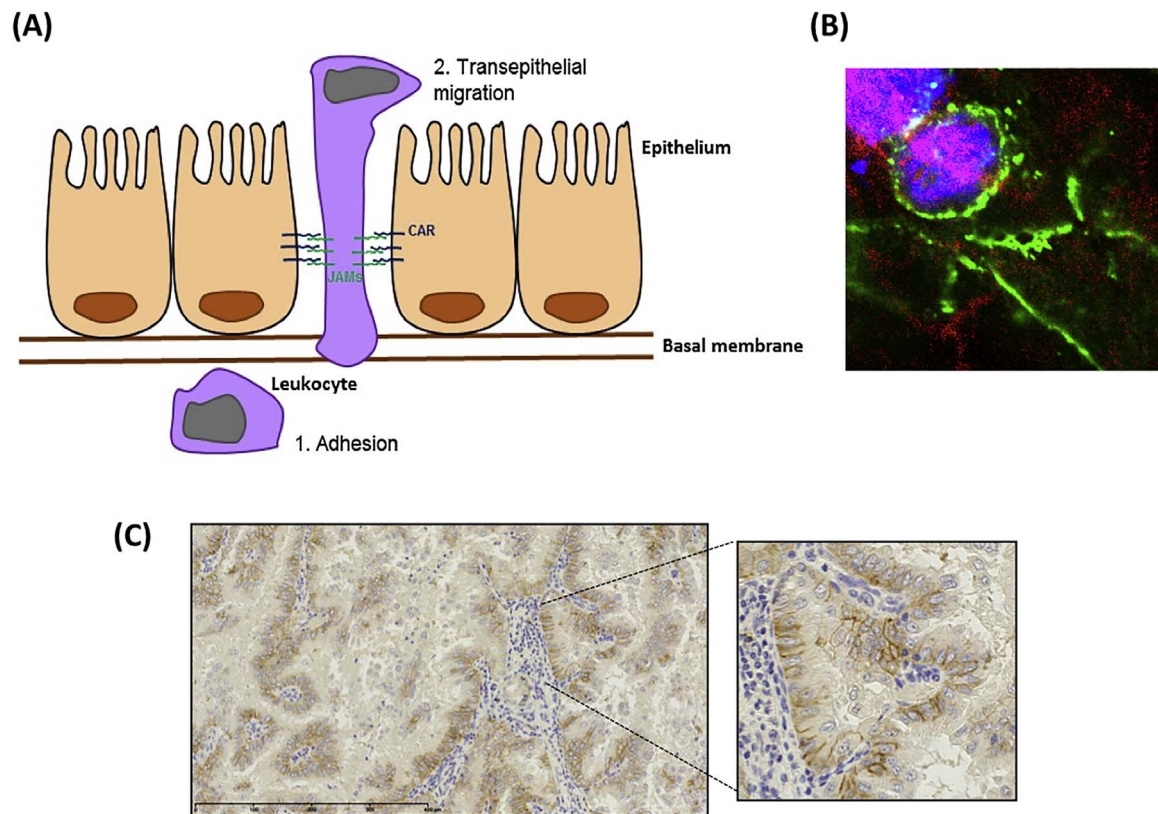 (A)
2. Transepithelial
migration
Epithelium
CAR
JAMs
Basal membrane
Leukocyte
1. Adhesion
(B)
(C)